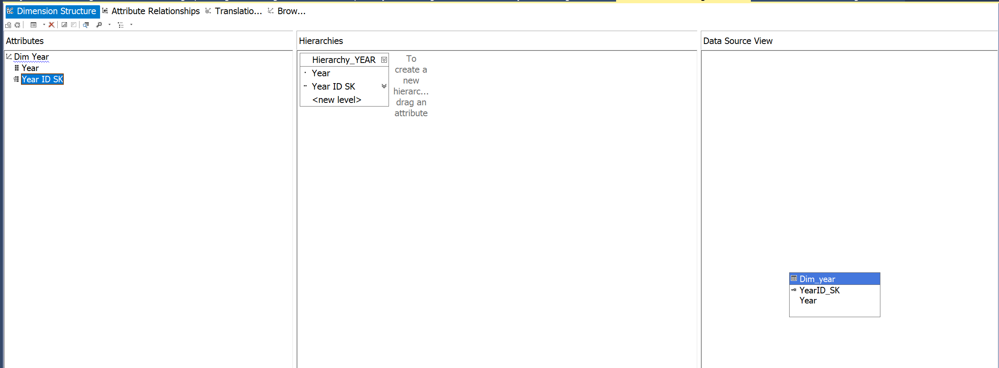 Dimension Structure Attribute Relationships Translatio... Brow...
Attributes
Dim Year
Year
Year ID SK
Hierarchies
Hierarchy_YEAR
Year
Year ID SK
<new level>
To
create a
new
hierarc...
drag an
attribute
Data Source View
Dim_year
YearID_SK
Year